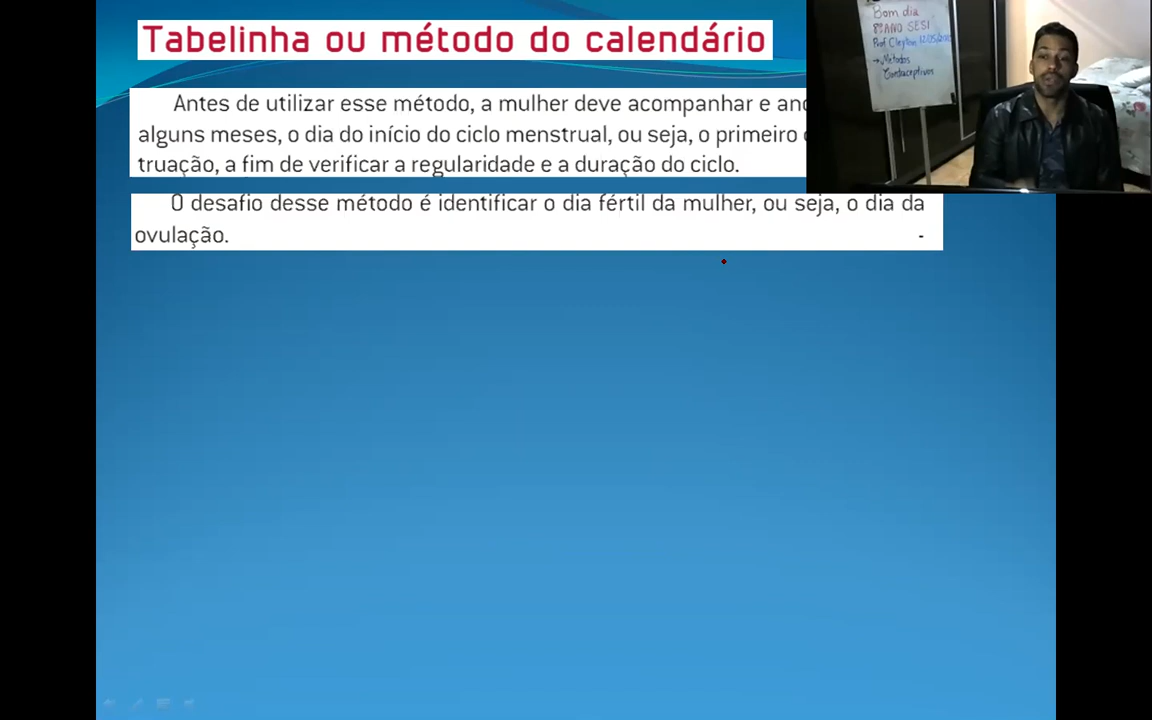 Tabelinha ou método do calendário
Antes de utilizar esse método, a mulher deve acompanhar e
alguns meses, o dia do início do ciclo menstrual, ou seja, o primeiro
truação, a fim de verificar a regularidade e a duração do ciclo.
O desafio desse método é identificar o dia fértil da mulher, ou seja, o dia da
ovulação. -
Bom dia
8º ANO SESI
Prof Cleyton
→ Métodos
Contraceptivos